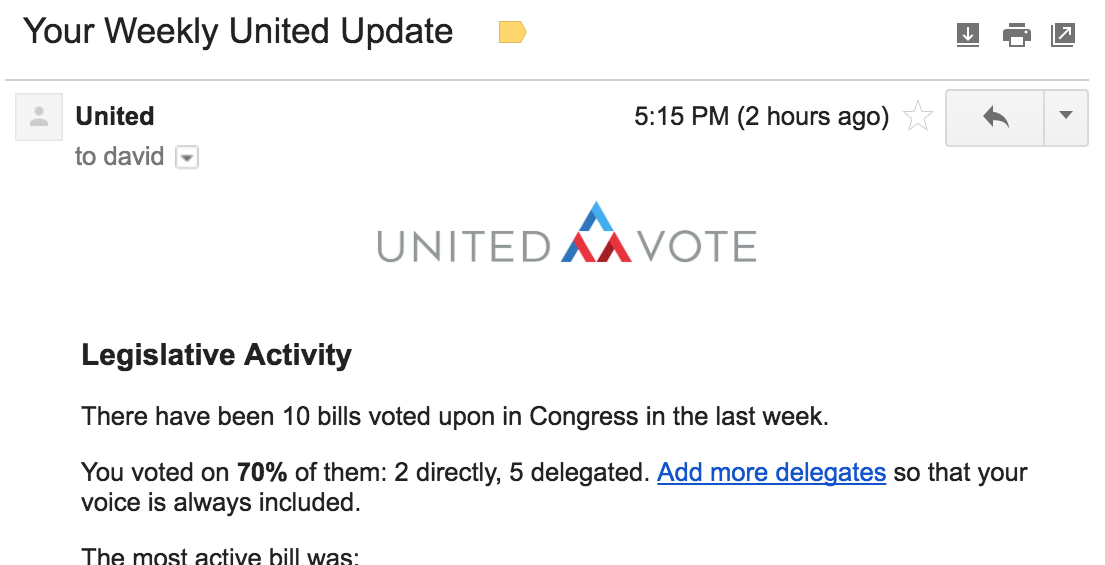 Your Weekly United Update
United
5:15 PM (2 hours ago)
to david
UNITED VOTE
Legislative Activity
There have been 10 bills voted upon in Congress in the last week.
You voted on 70% of them: 2 directly, 5 delegated. Add more delegates so that your
voice is always included.
The most active bill was: